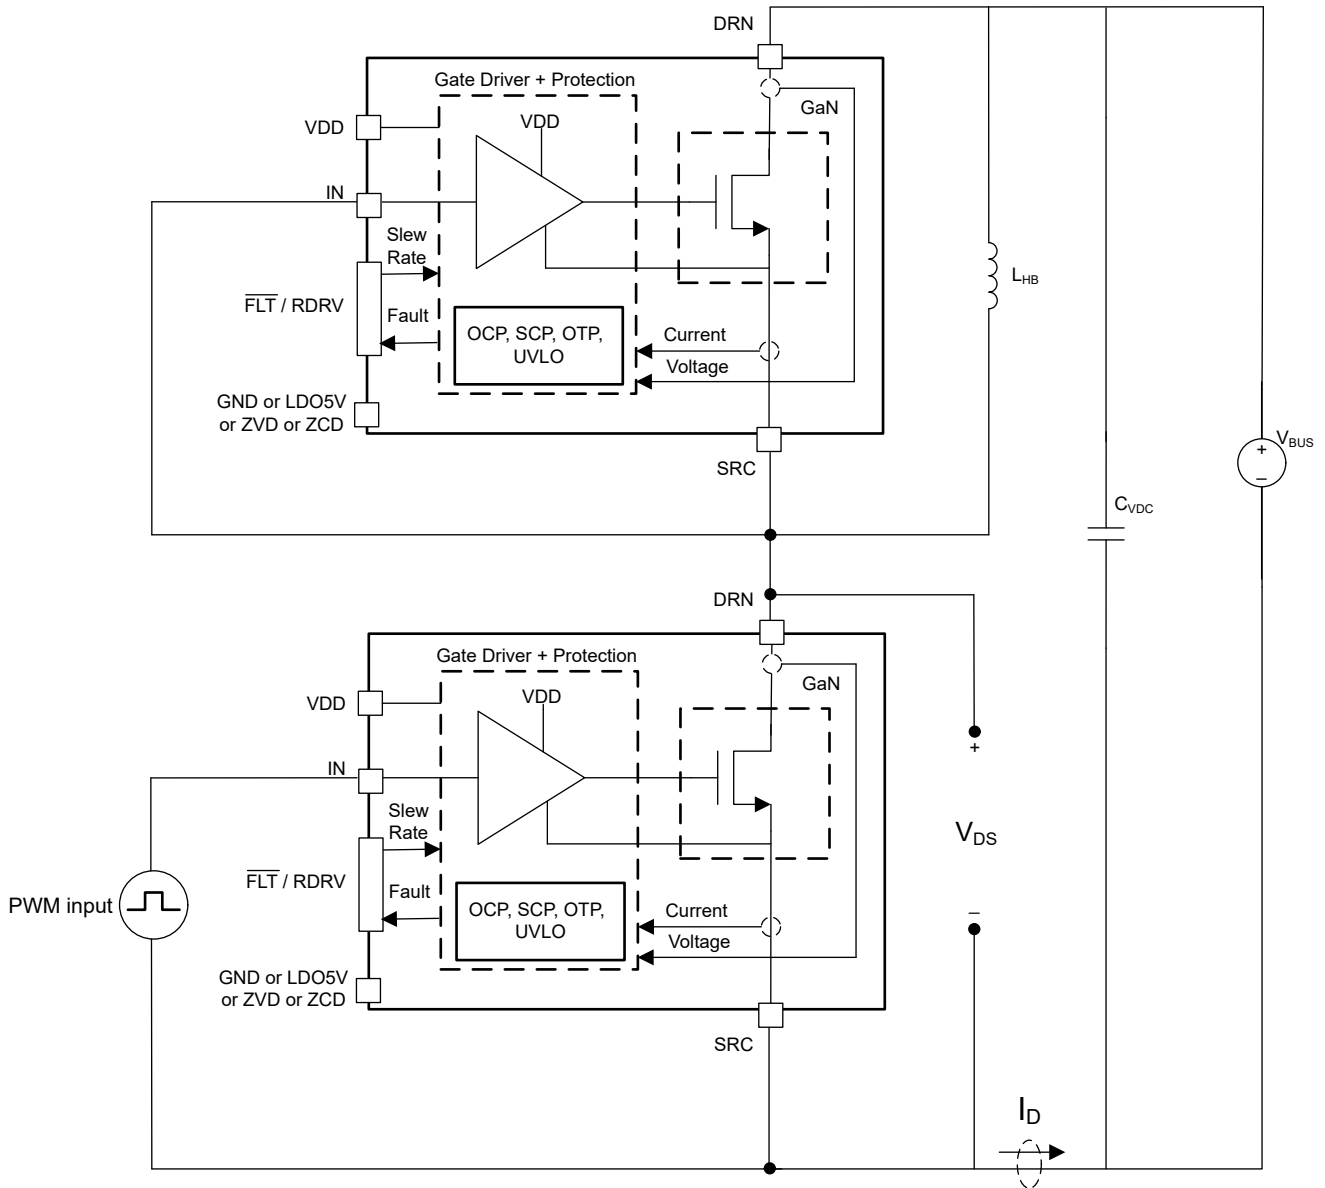 DRN
Gate Driver + Protection
GaN
VDD
VDD
IN
Slew
Rate
FLT / RDRV
Fault
OCP, SCP, OTP,
UVLO
Current
Voltage
GND or LDO5V
or ZVD or ZCD
SRC
LHB
+
VBUS
–
CVDC
DRN
Gate Driver + Protection
GaN
VDD
VDD
IN
Slew
Rate
FLT / RDRV
Fault
OCP, SCP, OTP,
UVLO
Current
Voltage
GND or LDO5V
or ZVD or ZCD
SRC
PWM input
+
VDS
–
ID